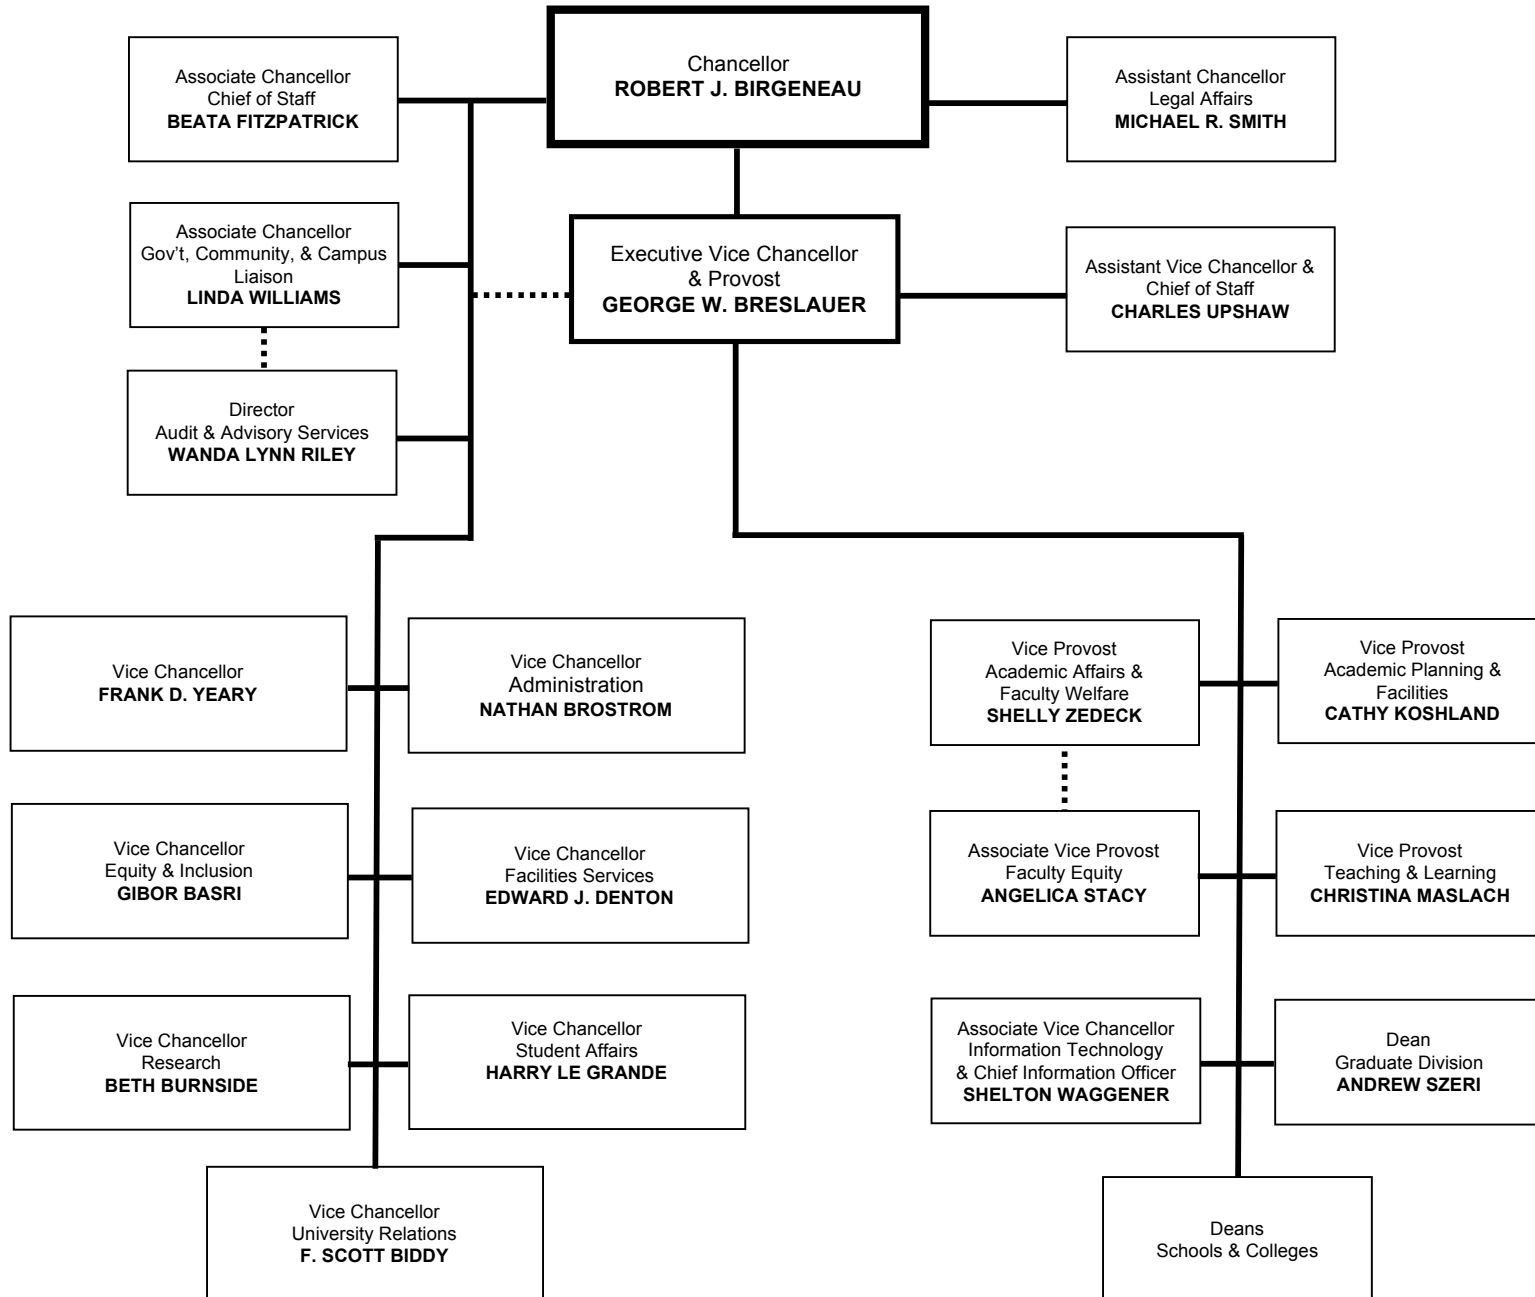 Chancellor
ROBERT J. BIRGENEAU
Associate Chancellor
Chief of Staff
BEATA FITZPATRICK
Assistant Chancellor
Legal Affairs
MICHAEL R. SMITH
Associate Chancellor
Gov't, Community, & Campus
Liaison
LINDA WILLIAMS
Executive Vice Chancellor
& Provost
GEORGE W. BRESLAUER
Assistant Vice Chancellor &
Chief of Staff
CHARLES UPSHAW
Director
Audit & Advisory Services
WANDA LYNN RILEY
Vice Chancellor
FRANK D. YEARY
Vice Chancellor
Administration
NATHAN BROSTROM
Vice Provost
Academic Affairs &
Faculty Welfare
SHELLY ZEDECK
Vice Provost
Academic Planning &
Facilities
CATHY KOSHLAND
Vice Chancellor
Equity & Inclusion
GIBOR BASRI
Vice Chancellor
Facilities Services
EDWARD J. DENTON
Associate Vice Provost
Faculty Equity
ANGELICA STACY
Vice Provost
Teaching & Learning
CHRISTINA MASLACH
Vice Chancellor
Research
BETH BURNSIDE
Vice Chancellor
Student Affairs
HARRY LE GRANDE
Associate Vice Chancellor
Information Technology
& Chief Information Officer
SHELTON WAGGENER
Dean
Graduate Division
ANDREW SZERI
Vice Chancellor
University Relations
F. SCOTT BIDDY
Deans
Schools & Colleges